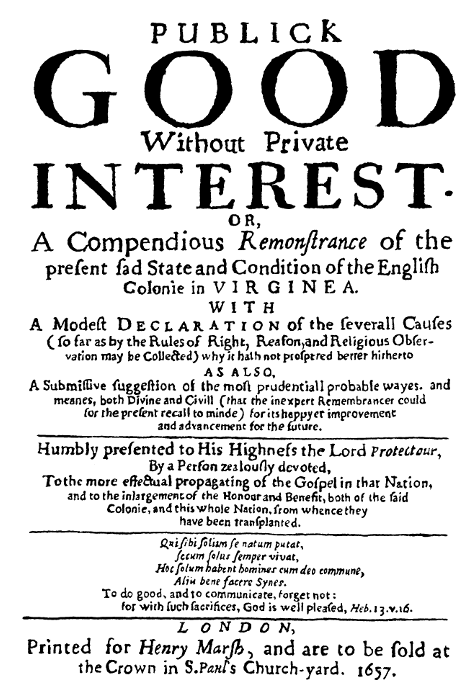 PUBLICK
GOOD
Without Private
INTEREST.
OR,
A Compendious Remonſtrance of the
preſent ſad State and Condition of the Engliſh
Colonie in VIRGINEA.
WITH
A Modeſt DECLARATION of the ſeverall Cauſes
(ſo far as by the Rules of Right, Reaſon, and Religious Obſer-
vation may be Collected) why it hath not proſpered better hitherto
AS ALSO,
A Submiſſive ſuggeſtion of the moſt prudentiall probable wayes. and
meanes, both Divine and Civill (that the inexpert Remembrancer could
for the preſent recall to minde) for its happyer improvement
and advancement for the future.
Humbly preſented to His Highneſs the Lord Protectour,
By a Perſon zealouſly devoted,
To the more effectual propagating of the Goſpel in that Nation,
and to the inlargement of the Honour and Benefit, both of the ſaid
Colonie, and this whole Nation, from whence they
have been tranſplanted.
Qui ſibi ſolum ſe natum putat,
ſecum ſolus ſemper vivat,
Hoc ſolum habent homines cum deo commune,
Aliis bene facere Synes.
To do good, and to communicate, forget not:
for with ſuch ſacrifices, God is well pleaſed, Heb. 13. v. 16.
LONDON,
Printed for Henry Marſh, and are to be ſold at
the Crown in S. Paul's Church-yard. 1657.